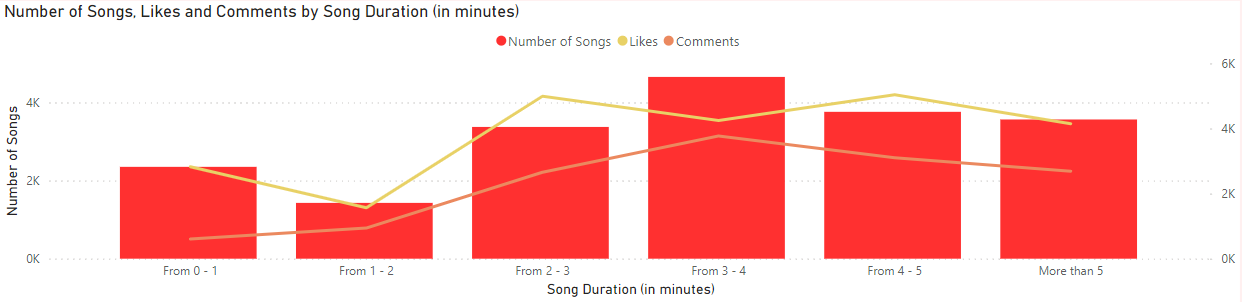 Number of Songs, Likes and Comments by Song Duration (in minutes)
Number of Songs Likes Comments
6K
4K
4K
2K
2K
0K
0K
Number of Songs
From 0 - 1 From 1 - 2 From 2 - 3 From 3 - 4 From 4 - 5 More than 5
Song Duration (in minutes)